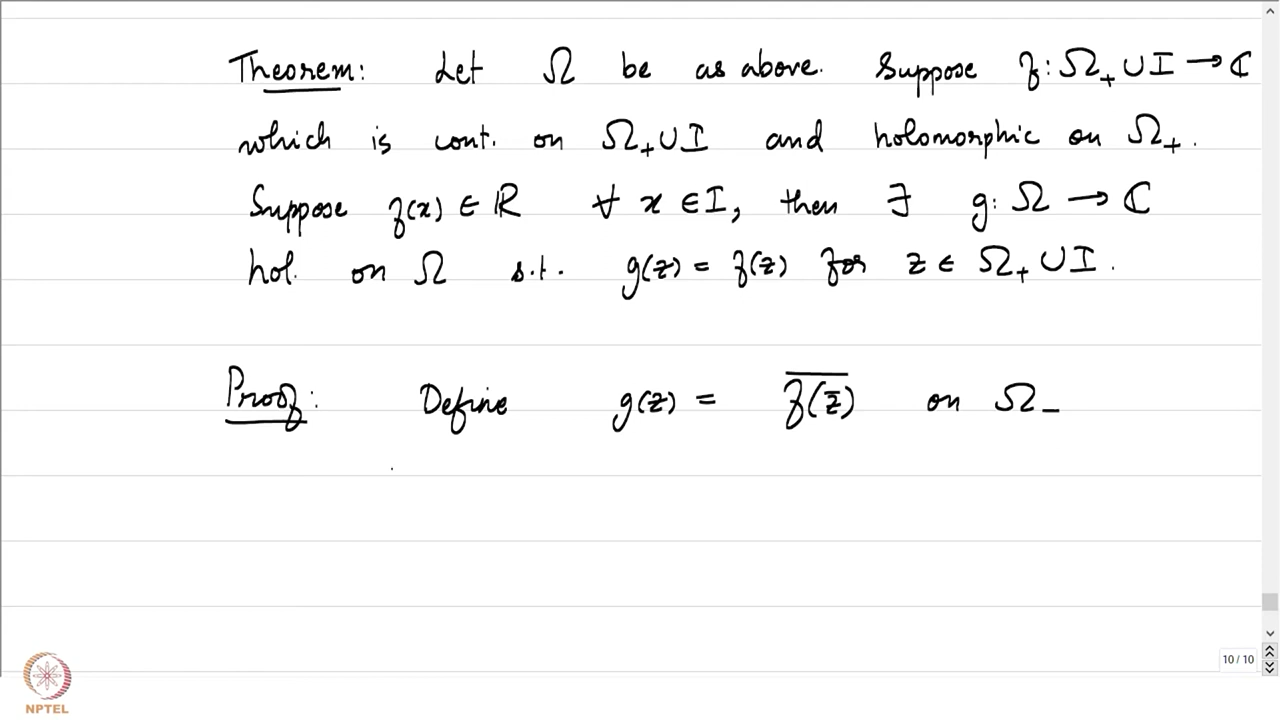 Theorem: Let Ω be as above. Suppose f: Ω₊ ∪ I → ℂ
which is cont. on Ω₊ ∪ I and holomorphic on Ω₊.
Suppose f(x) ∈ ℝ ∀ x ∈ I, then ∃ g: Ω → ℂ
hol. on Ω s.t. g(z) = f(z) for z ∈ Ω₊ ∪ I.
Proof: Define g(z) = \overline{f(z̄)} on Ω₋
10 / 10
NPTEL